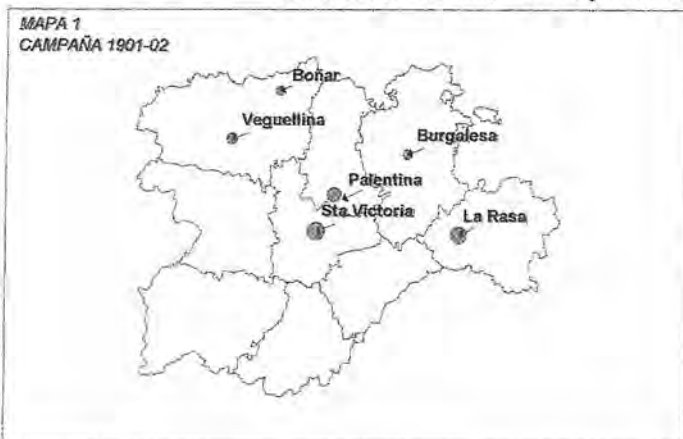 MAPA 1
CAMPAÑA 1901-02
Boñar
Veguellina
Burgalesa
Palentina
Sta.Victoria
La Rasa